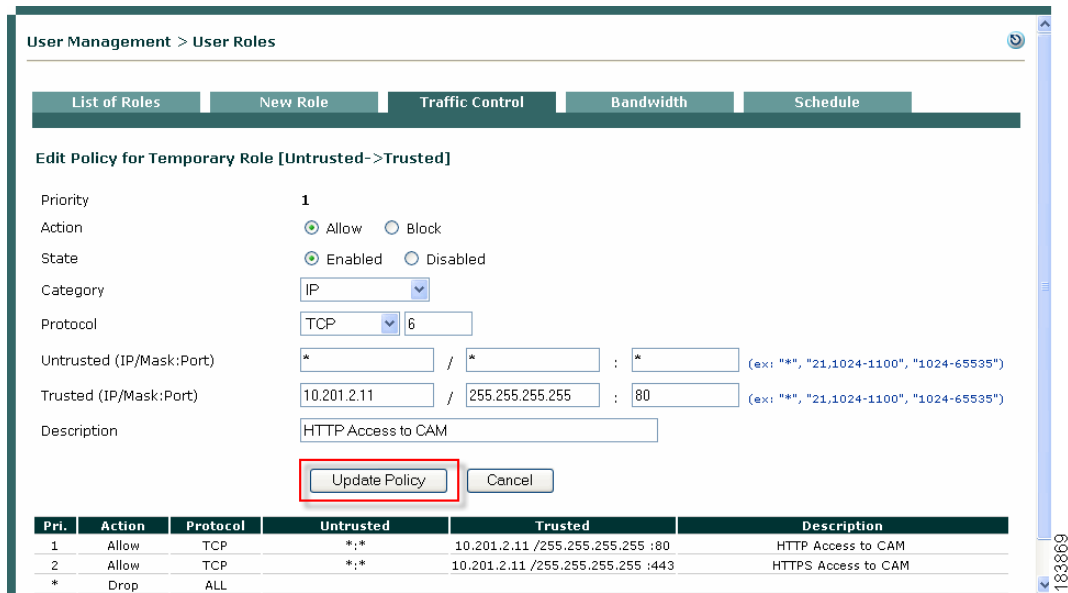 User Management > User Roles
List of Roles New Role Traffic Control Bandwidth Schedule
Edit Policy for Temporary Role [Untrusted->Trusted]
Priority 1
Action Allow Block
State Enabled Disabled
Category IP
Protocol TCP 6
Untrusted (IP/Mask:Port) * / * : * (ex: "*", "21,1024-1100", "1024-65535")
Trusted (IP/Mask:Port) 10.201.2.11 / 255.255.255.255 : 80 (ex: "*", "21,1024-1100", "1024-65535")
Description HTTP Access to CAM
Update Policy Cancel
Pri. Action Protocol Untrusted Trusted Description
1 Allow TCP *:* 10.201.2.11 /255.255.255.255 :80 HTTP Access to CAM
2 Allow TCP *:* 10.201.2.11 /255.255.255.255 :443 HTTPS Access to CAM
* Drop ALL
183869